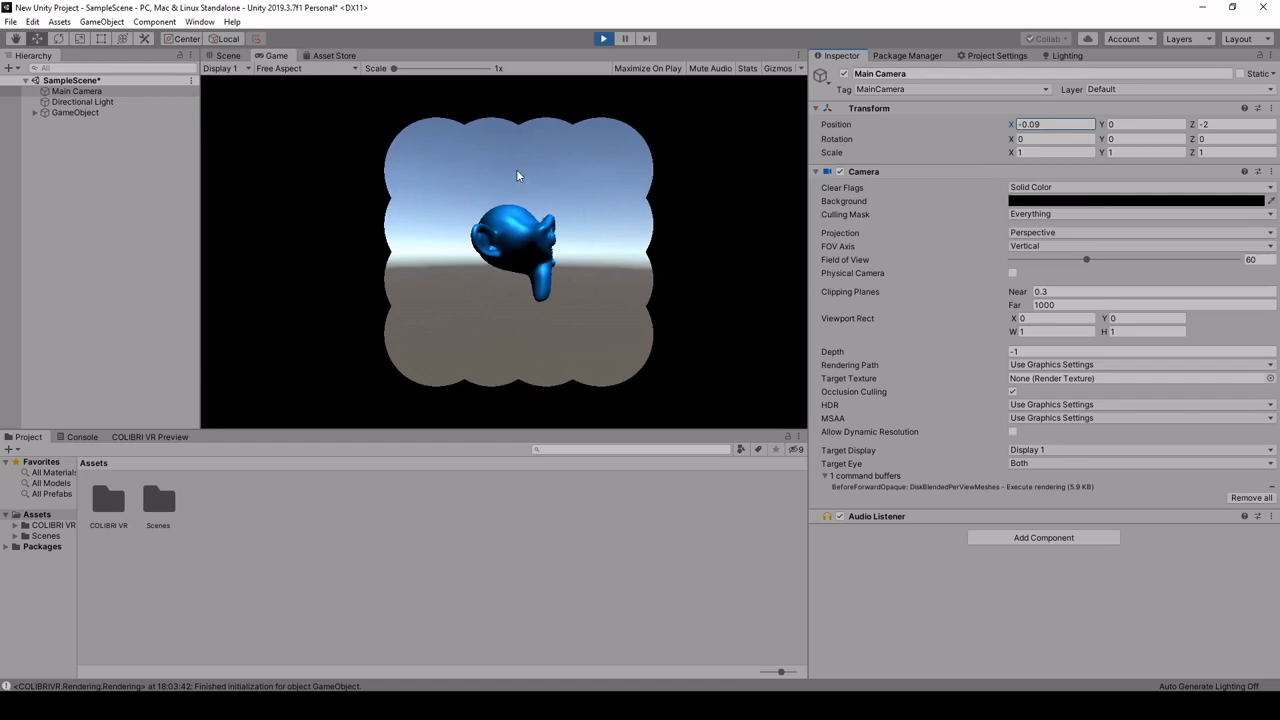 New Unity Project - SampleScene - PC, Mac & Linux Standalone - Unity 2019.3.7f1 Personal* <DX11>
File Edit Assets GameObject Component Window Help
Center Local Collab Account Layers Layout
Hierarchy Scene Game Asset Store Inspector Package Manager Project Settings Lighting
All Display 1 Free Aspect Scale 1x Maximize On Play Mute Audio Stats Gizmos Main Camera Static
SampleScene*
Main Camera
Directional Light
GameObject
Tag MainCamera Layer Default
Transform
Position X -0.09 Y 0 Z -2
Rotation X 0 Y 0 Z 0
Scale X 1 Y 1 Z 1
Camera
Clear Flags Solid Color
Background
Culling Mask Everything
Projection Perspective
FOV Axis Vertical
Field of View 60
Physical Camera
Clipping Planes Near 0.3
Far 1000
Viewport Rect X 0 Y 0
W 1 H 1
Depth -1
Rendering Path Use Graphics Settings
Target Texture None (Render Texture)
Occlusion Culling
HDR Use Graphics Settings
MSAA Use Graphics Settings
Allow Dynamic Resolution
Target Display Display 1
Target Eye Both
1 command buffers
BeforeForwardOpaque: DiskBlendedPerViewMeshes - Execute rendering (5.9 KB)
Remove all
Audio Listener
Add Component
Project Console COLIBRI VR Preview
9
Favorites
All Material
All Models
All Prefabs
Assets
COLIBRI VR
Scenes
Packages
Assets
COLIBRI VR Scenes
<COLIBRIVR.Rendering.Rendering> at 18:03:42: Finished initialization for object GameObject.
Auto Generate Lighting Off